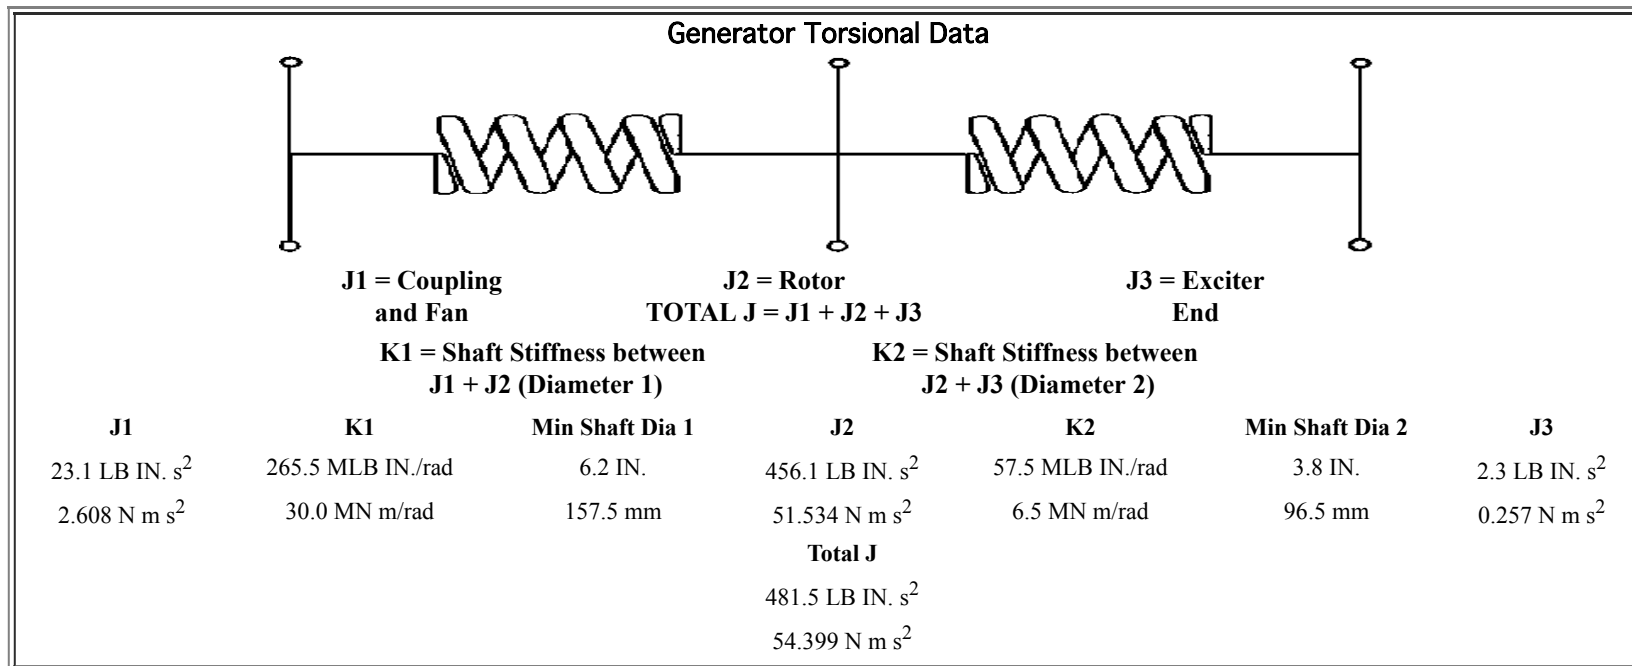 Generator Torsional Data
J1 = Coupling and Fan
J2 = Rotor
TOTAL J = J1 + J2 + J3
J3 = Exciter End
K1 = Shaft Stiffness between
J1 + J2 (Diameter 1)
K2 = Shaft Stiffness between
J2 + J3 (Diameter 2)
J1 K1 Min Shaft Dia 1 J2 K2 Min Shaft Dia 2 J3
23.1 LB IN. s² 265.5 MLB IN./rad 6.2 IN. 456.1 LB IN. s² 57.5 MLB IN./rad 3.8 IN. 2.3 LB IN. s²
2.608 N m s² 30.0 MN m/rad 157.5 mm 51.534 N m s² 6.5 MN m/rad 96.5 mm 0.257 N m s²
Total J
481.5 LB IN. s²
54.399 N m s²